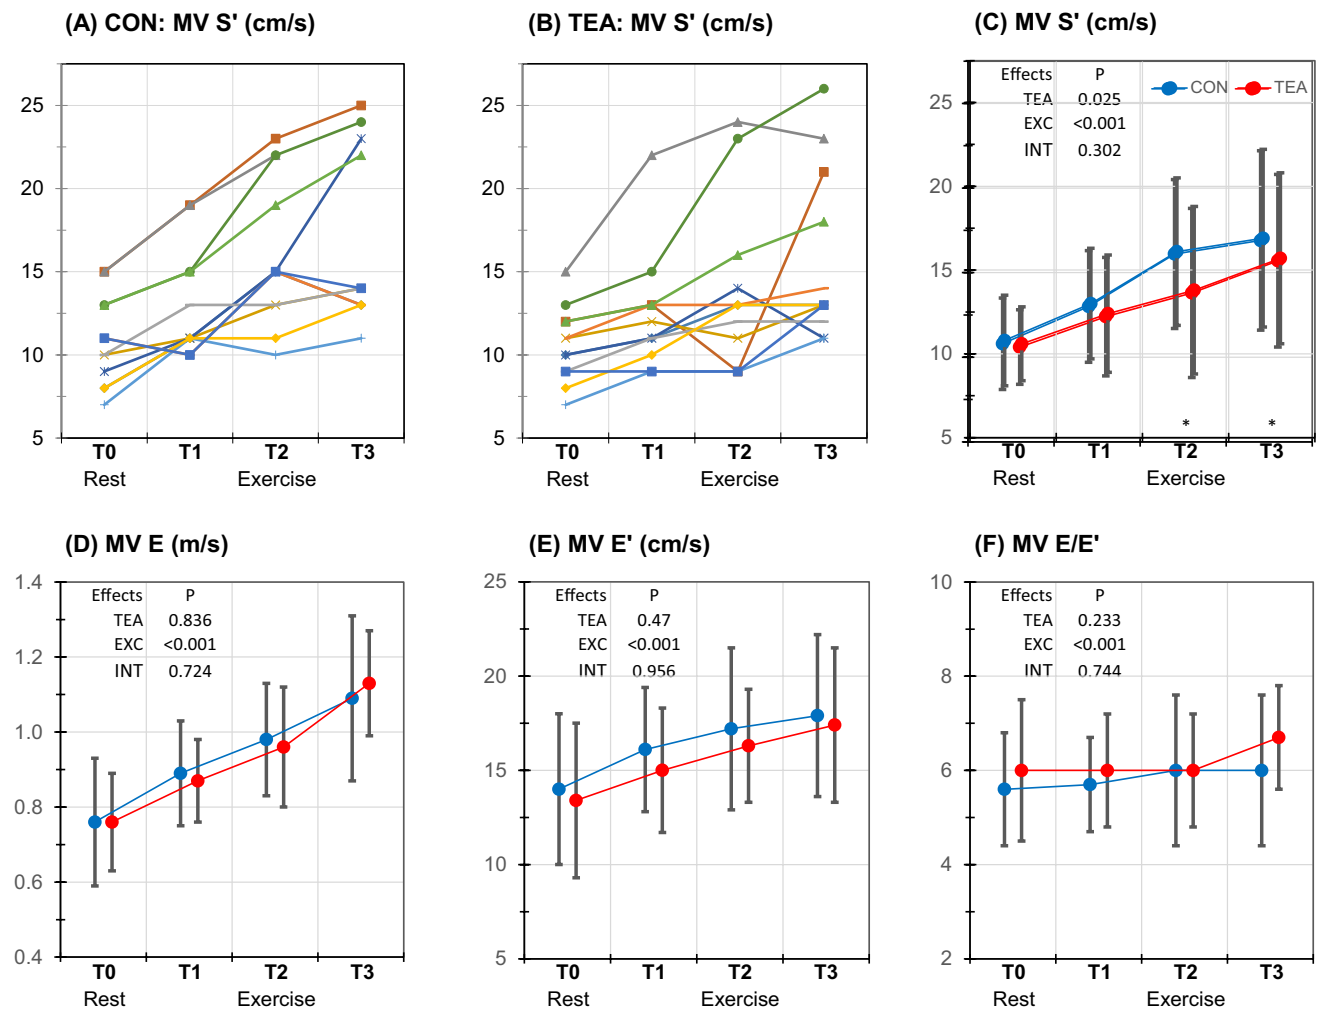 (A) CON: MV S' (cm/s)
25
20
15
10
5
T0 T1 T2 T3
Rest Exercise
(B) TEA: MV S' (cm/s)
25
20
15
10
5
T0 T1 T2 T3
Rest Exercise
(C) MV S' (cm/s)
Effects P
TEA 0.025
EXC <0.001
INT 0.302
CON TEA
25
20
15
10
5
* *
T0 T1 T2 T3
Rest Exercise
(D) MV E (m/s)
Effects P
TEA 0.836
EXC <0.001
INT 0.724
1.4
1.2
1.0
0.8
0.6
0.4
T0 T1 T2 T3
Rest Exercise
(E) MV E' (cm/s)
Effects P
TEA 0.47
EXC <0.001
INT 0.956
25
20
15
10
5
T0 T1 T2 T3
Rest Exercise
(F) MV E/E'
Effects P
TEA 0.233
EXC <0.001
INT 0.744
10
8
6
4
2
T0 T1 T2 T3
Rest Exercise